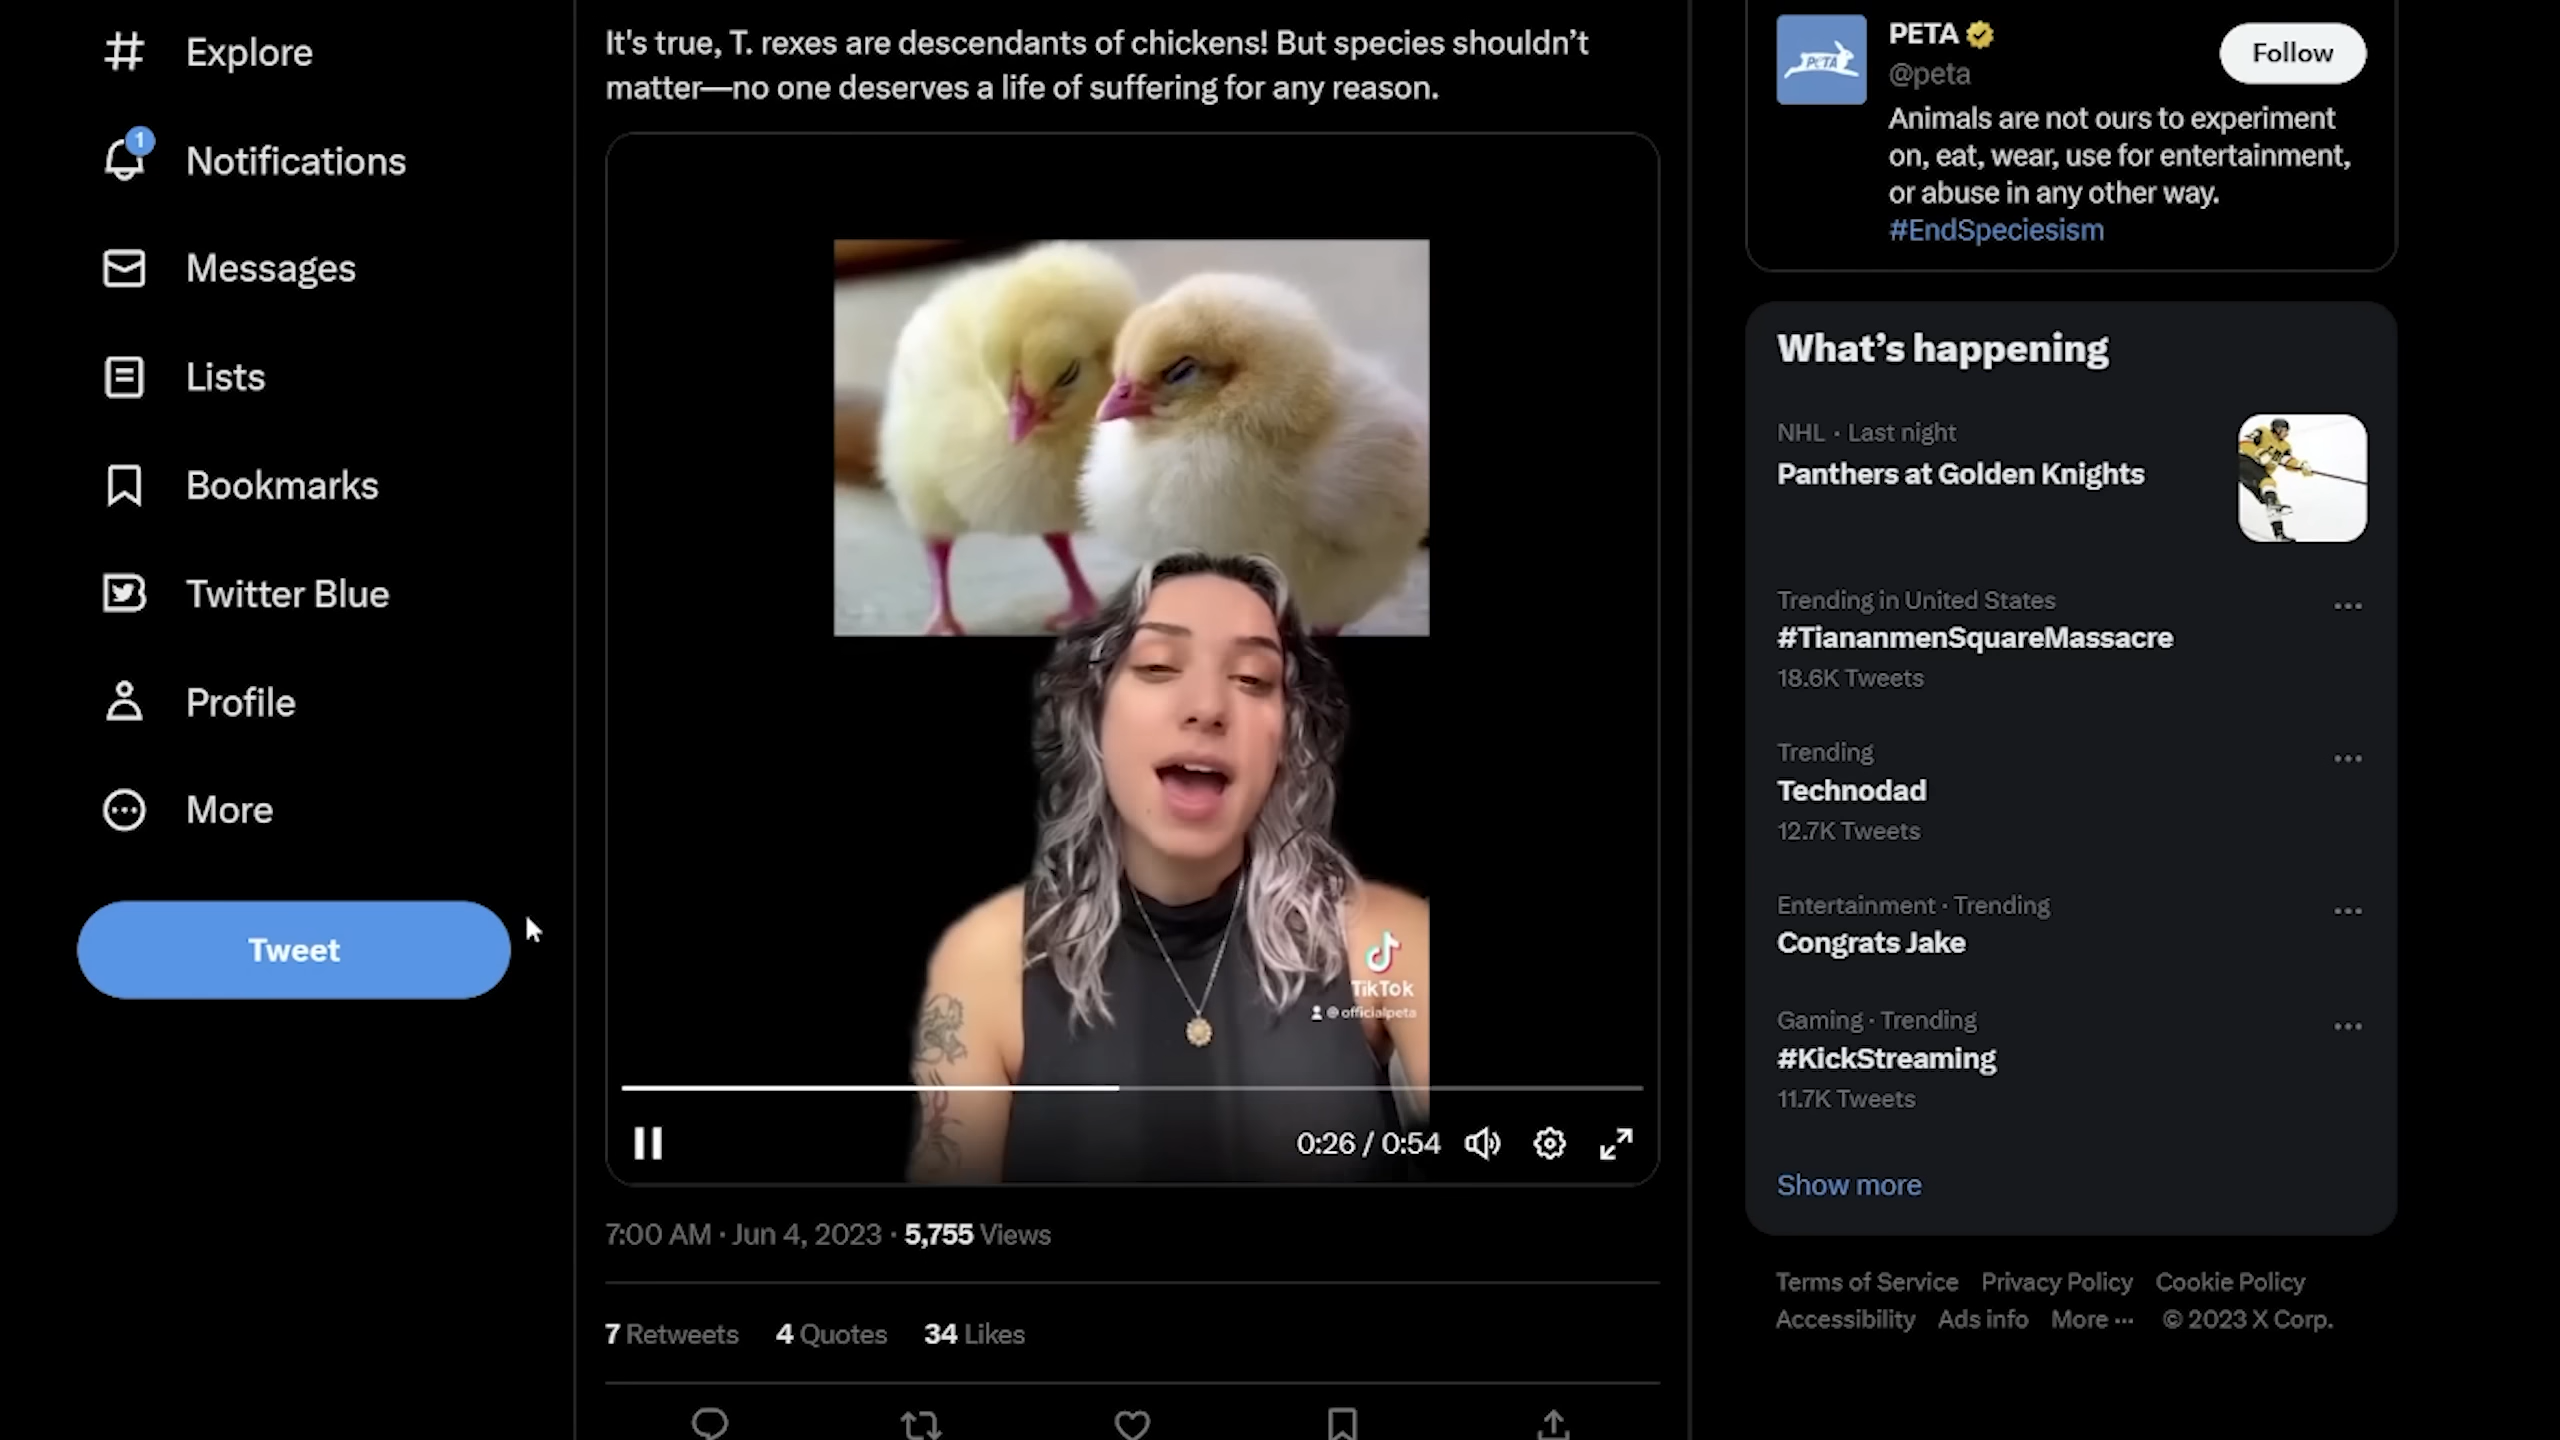 Explore
1
Notifications
Messages
Lists
Bookmarks
Twitter Blue
Profile
More
Tweet
It's true, T. rexes are descendants of chickens! But species shouldn’t
matter—no one deserves a life of suffering for any reason.
TikTok
@officialpeta
0:26 / 0:54
7:00 AM · Jun 4, 2023 · 5,755 Views
7 Retweets 4 Quotes 34 Likes
PETA
PETA
@peta
Follow
Animals are not ours to experiment
on, eat, wear, use for entertainment,
or abuse in any other way.
#EndSpeciesism
What’s happening
NHL · Last night
Panthers at Golden Knights
Trending in United States
#TiananmenSquareMassacre
18.6K Tweets
Trending
Technodad
12.7K Tweets
Entertainment · Trending
Congrats Jake
Gaming · Trending
#KickStreaming
11.7K Tweets
Show more
Terms of Service Privacy Policy Cookie Policy
Accessibility Ads info More ··· © 2023 X Corp.